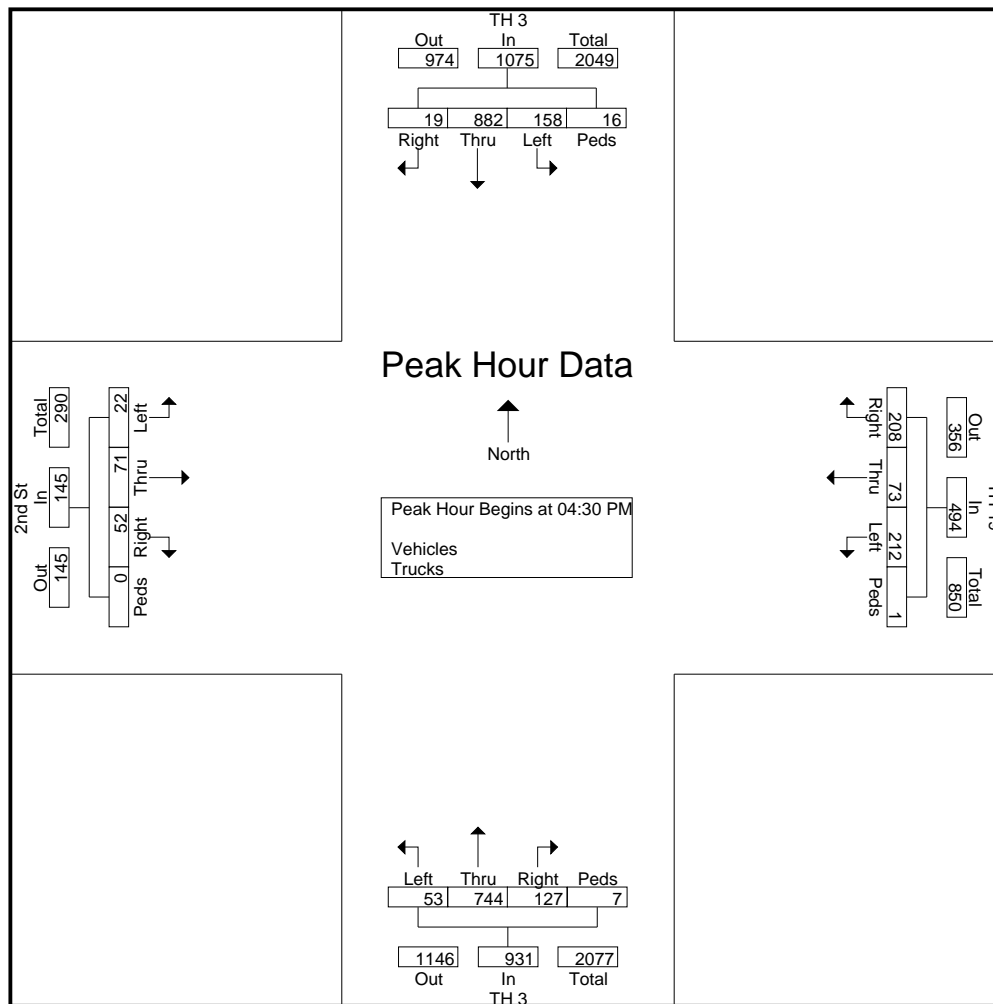 TH 3
Out In Total
974 1075 2049
19 882 158 16
Right Thru Left Peds
Peak Hour Data
North
Peak Hour Begins at 04:30 PM
Vehicles
Trucks
2nd St
Out In Total
145 145 290
0 52 71 22
Peds Right Thru Left
Out In Total
356 494 850
208 73 212 1
Right Thru Left Peds
Left Thru Right Peds
53 744 127 7
1146 931 2077
Out In Total
TH 3